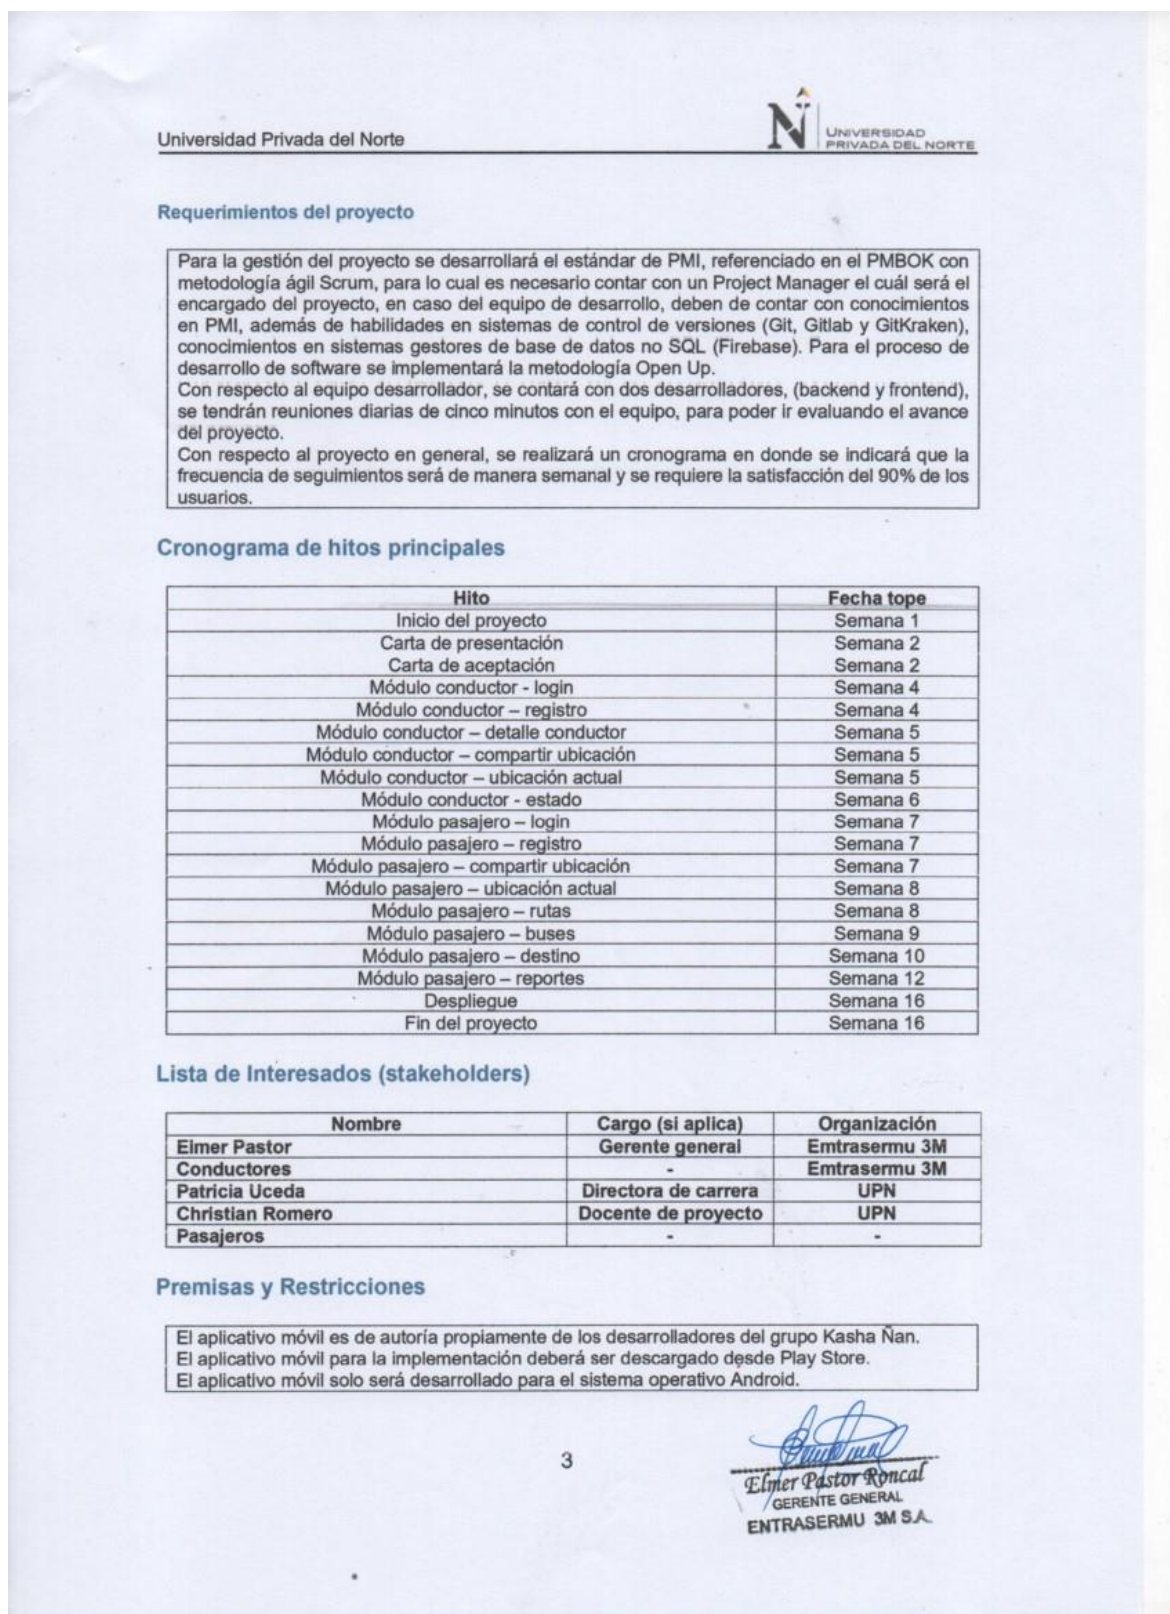 Universidad Privada del Norte
N
UNIVERSIDAD
PRIVADA DEL NORTE
Requerimientos del proyecto
Para la gestión del proyecto se desarrollará el estándar de PMI, referenciado en el PMBOK con
metodología ágil Scrum, para lo cual es necesario contar con un Project Manager el cuál será el
encargado del proyecto, en caso del equipo de desarrollo, deben de contar con conocimientos
en PMI, además de habilidades en sistemas de control de versiones (Git, Gitlab y GitKraken),
conocimientos en sistemas gestores de base de datos no SQL (Firebase). Para el proceso de
desarrollo de software se implementará la metodología Open Up.
Con respecto al equipo desarrollador, se contará con dos desarrolladores, (backend y frontend),
se tendrán reuniones diarias de cinco minutos con el equipo, para poder ir evaluando el avance
del proyecto.
Con respecto al proyecto en general, se realizará un cronograma en donde se indicará que la
frecuencia de seguimientos será de manera semanal y se requiere la satisfacción del 90% de los
usuarios.
Cronograma de hitos principales
Hito Fecha tope
Inicio del proyecto Semana 1
Carta de presentación Semana 2
Carta de aceptación Semana 2
Módulo conductor - login Semana 4
Módulo conductor – registro Semana 4
Módulo conductor – detalle conductor Semana 5
Módulo conductor – compartir ubicación Semana 5
Módulo conductor – ubicación actual Semana 5
Módulo conductor - estado Semana 6
Módulo pasajero – login Semana 7
Módulo pasajero – registro Semana 7
Módulo pasajero – compartir ubicación Semana 7
Módulo pasajero – ubicación actual Semana 8
Módulo pasajero – rutas Semana 8
Módulo pasajero – buses Semana 9
Módulo pasajero – destino Semana 10
Módulo pasajero – reportes Semana 12
Despliegue Semana 16
Fin del proyecto Semana 16
Lista de Interesados (stakeholders)
Nombre Cargo (si aplica) Organización
Elmer Pastor Gerente general Emtrasermu 3M
Conductores - Emtrasermu 3M
Patricia Uceda Directora de carrera UPN
Christian Romero Docente de proyecto UPN
Pasajeros - -
Premisas y Restricciones
El aplicativo móvil es de autoría propiamente de los desarrolladores del grupo Kasha Ñan.
El aplicativo móvil para la implementación deberá ser descargado desde Play Store.
El aplicativo móvil solo será desarrollado para el sistema operativo Android.
3
Elmer Pastor Roncal
GERENTE GENERAL
ENTRASERMU 3M S.A.